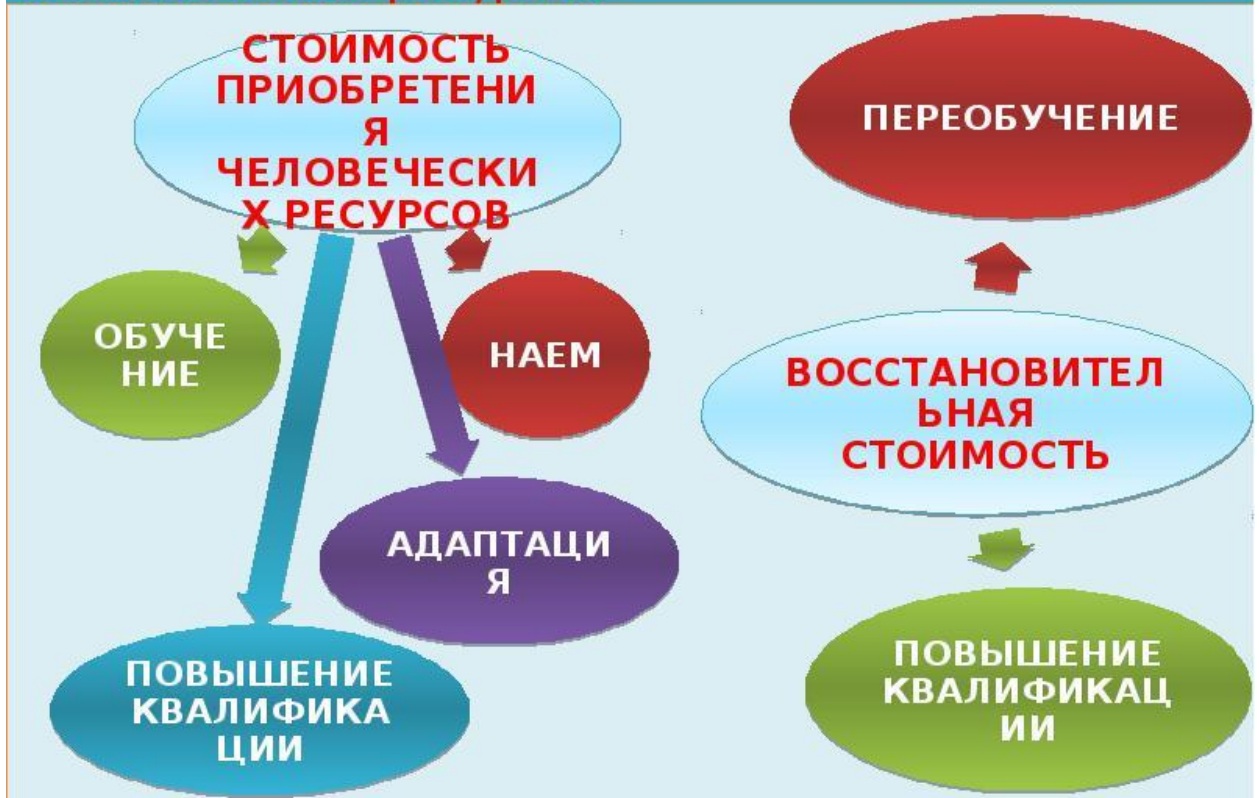 СТОИМОСТЬ
ПРИОБРЕТЕНИ
Я
ЧЕЛОВЕЧЕСКИ
Х РЕСУРСОВ
ПЕРЕОБУЧЕНИЕ
ОБУЧЕ
НИЕ
НАЕМ
ВОССТАНОВИТЕЛ
ЬНАЯ
СТОИМОСТЬ
АДАПТАЦИ
Я
ПОВЫШЕНИЕ
КВАЛИФИКА
ЦИИ
ПОВЫШЕНИЕ
КВАЛИФИКАЦ
ИИ